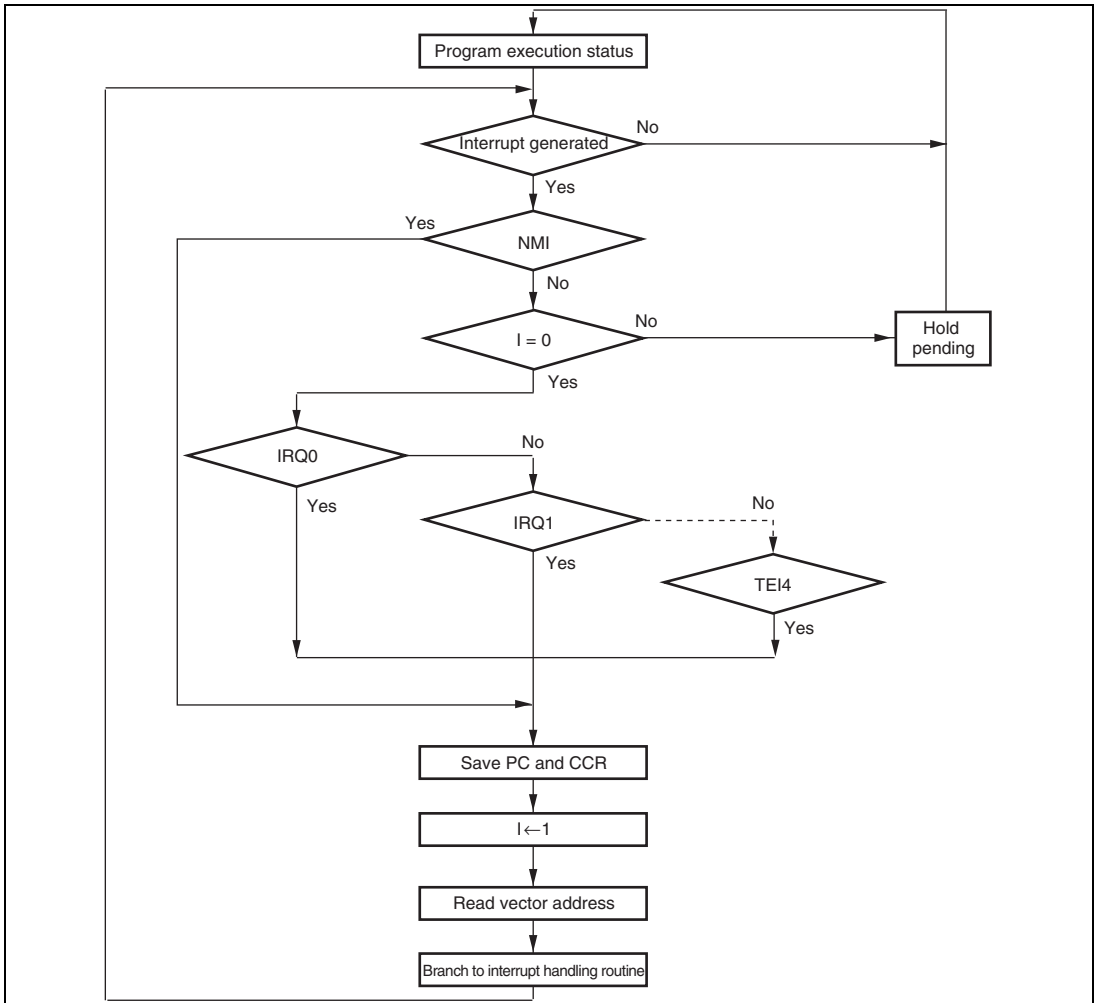 Program execution status
Interrupt generated
No
Yes
Yes
NMI
No
I = 0
No
Hold
pending
Yes
IRQ0
No
Yes
IRQ1
No
Yes
TEI4
Yes
Save PC and CCR
I←1
Read vector address
Branch to interrupt handling routine